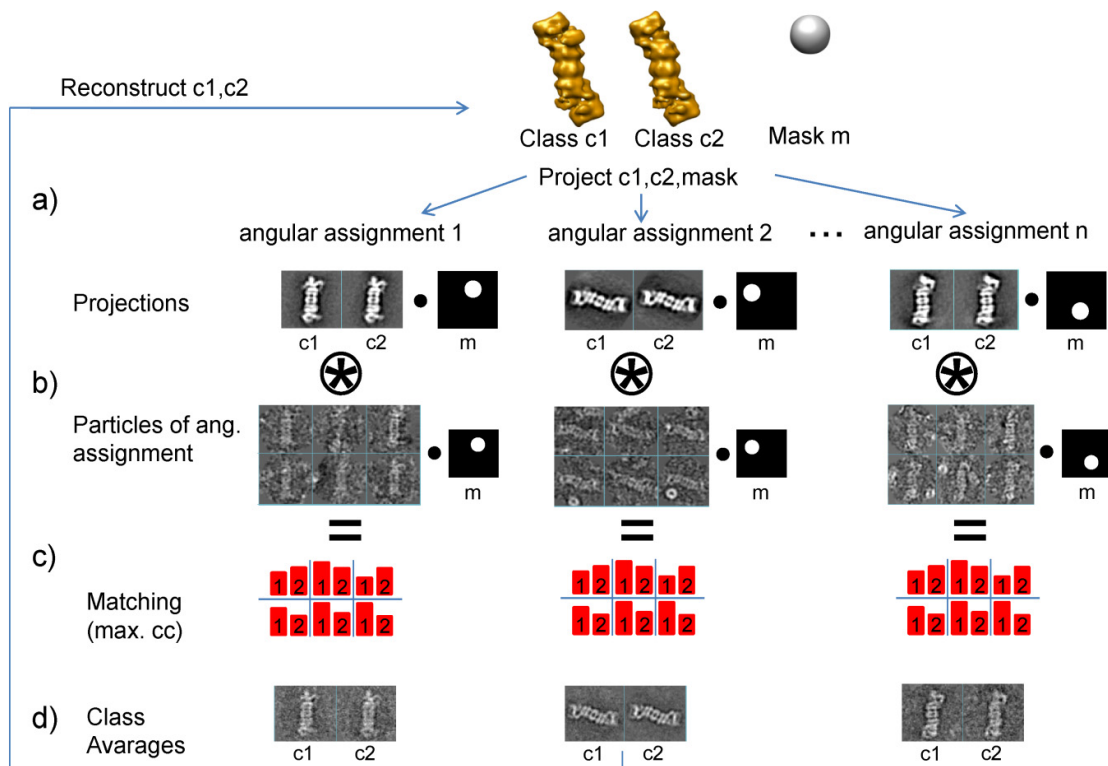 Reconstruct c1,c2
Class c1 Class c2 Mask m
Project c1,c2,mask
a)
angular assignment 1 angular assignment 2 ... angular assignment n
Projections
c1 c2 m c1 c2 m c1 c2 m
b)
Particles of ang.
assignment
m m m
c)
1 2 1 2 1 2 1 2 1 2 1 2 1 2 1 2 1 2
Matching
(max. cc)
1 2 1 2 1 2 1 2 1 2 1 2 1 2 1 2 1 2
d) Class
Avarages
c1 c2 c1 c2 c1 c2